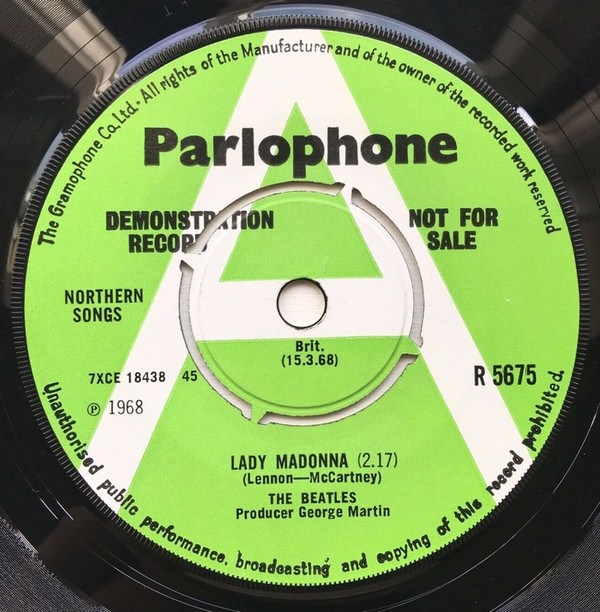 The Gramophone Co. Ltd. · All rights of the Manufacturer and of the owner of the recorded work reserved
Parlophone
DEMONSTRATION
RECORD
NOT FOR
SALE
NORTHERN
SONGS
Brit.
(15.3.68)
7XCE 18438 45
R 5675
℗ 1968
LADY MADONNA (2.17)
(Lennon—McCartney)
THE BEATLES
Producer George Martin
Unauthorised public performance, broadcasting and copying of this record prohibited.